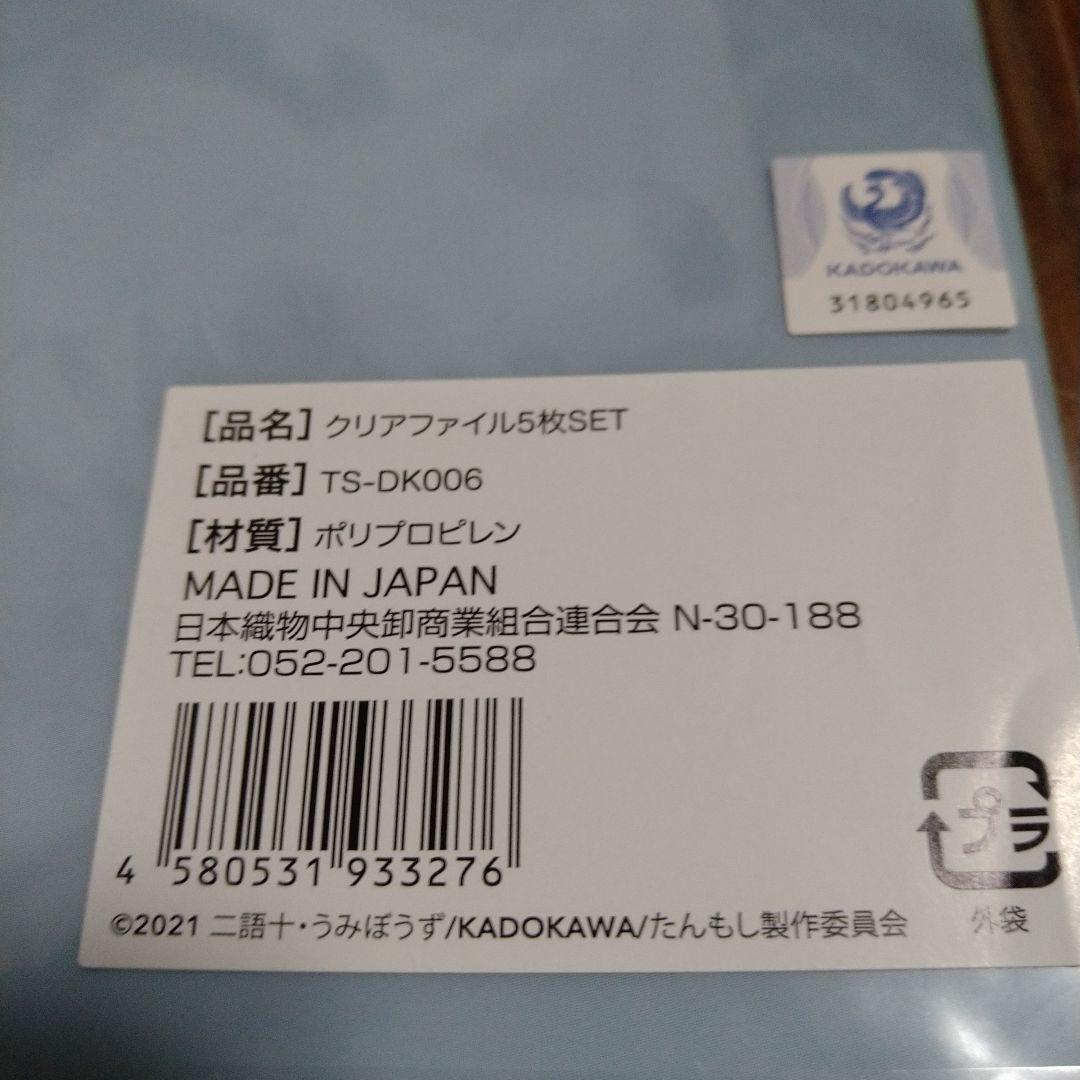 KADOKAWA
31804965
[品名] クリアファイル5枚SET
[品番] TS-DK006
[材質] ポリプロピレン
MADE IN JAPAN
日本織物中央卸商業組合連合会 N-30-188
TEL:052-201-5588
4 580531 933276
プラ
外袋
©2021 二語十・うみぼうず/KADOKAWA/たんもし製作委員会